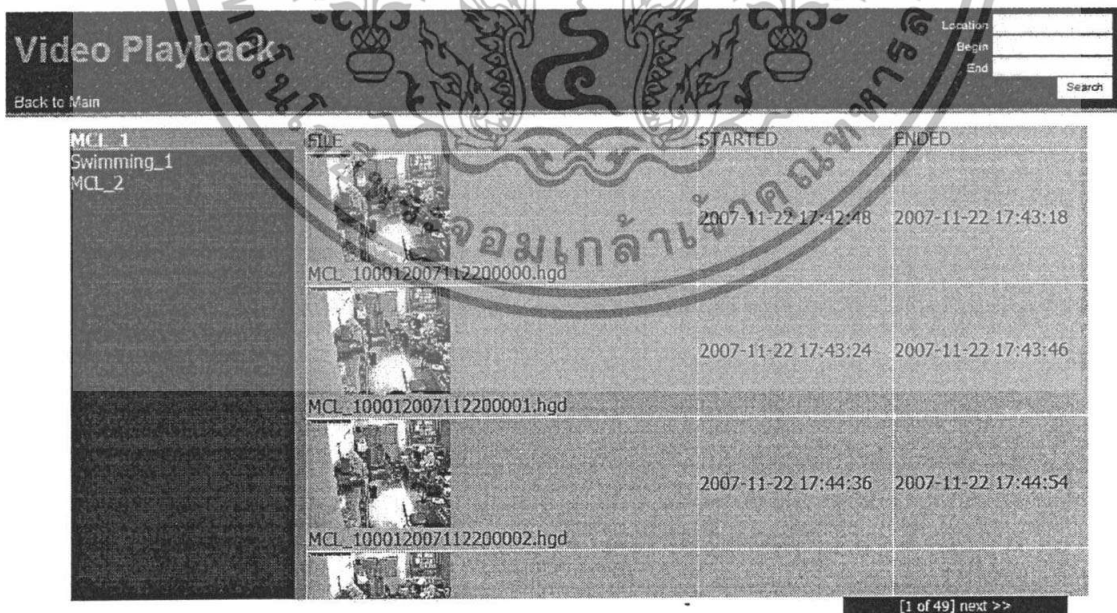 Video Playback
Back to Main
Location
Begin
End
Search
MCL_1
Swimming_1
MCL_2
FILE STARTED ENDED
2007-11-22 17:42:48 2007-11-22 17:43:18
MCL_100012007112200000.hgd
2007-11-22 17:43:24 2007-11-22 17:43:46
MCL_100012007112200001.hgd
2007-11-22 17:44:36 2007-11-22 17:44:54
MCL_100012007112200002.hgd
[1 of 49] next >>